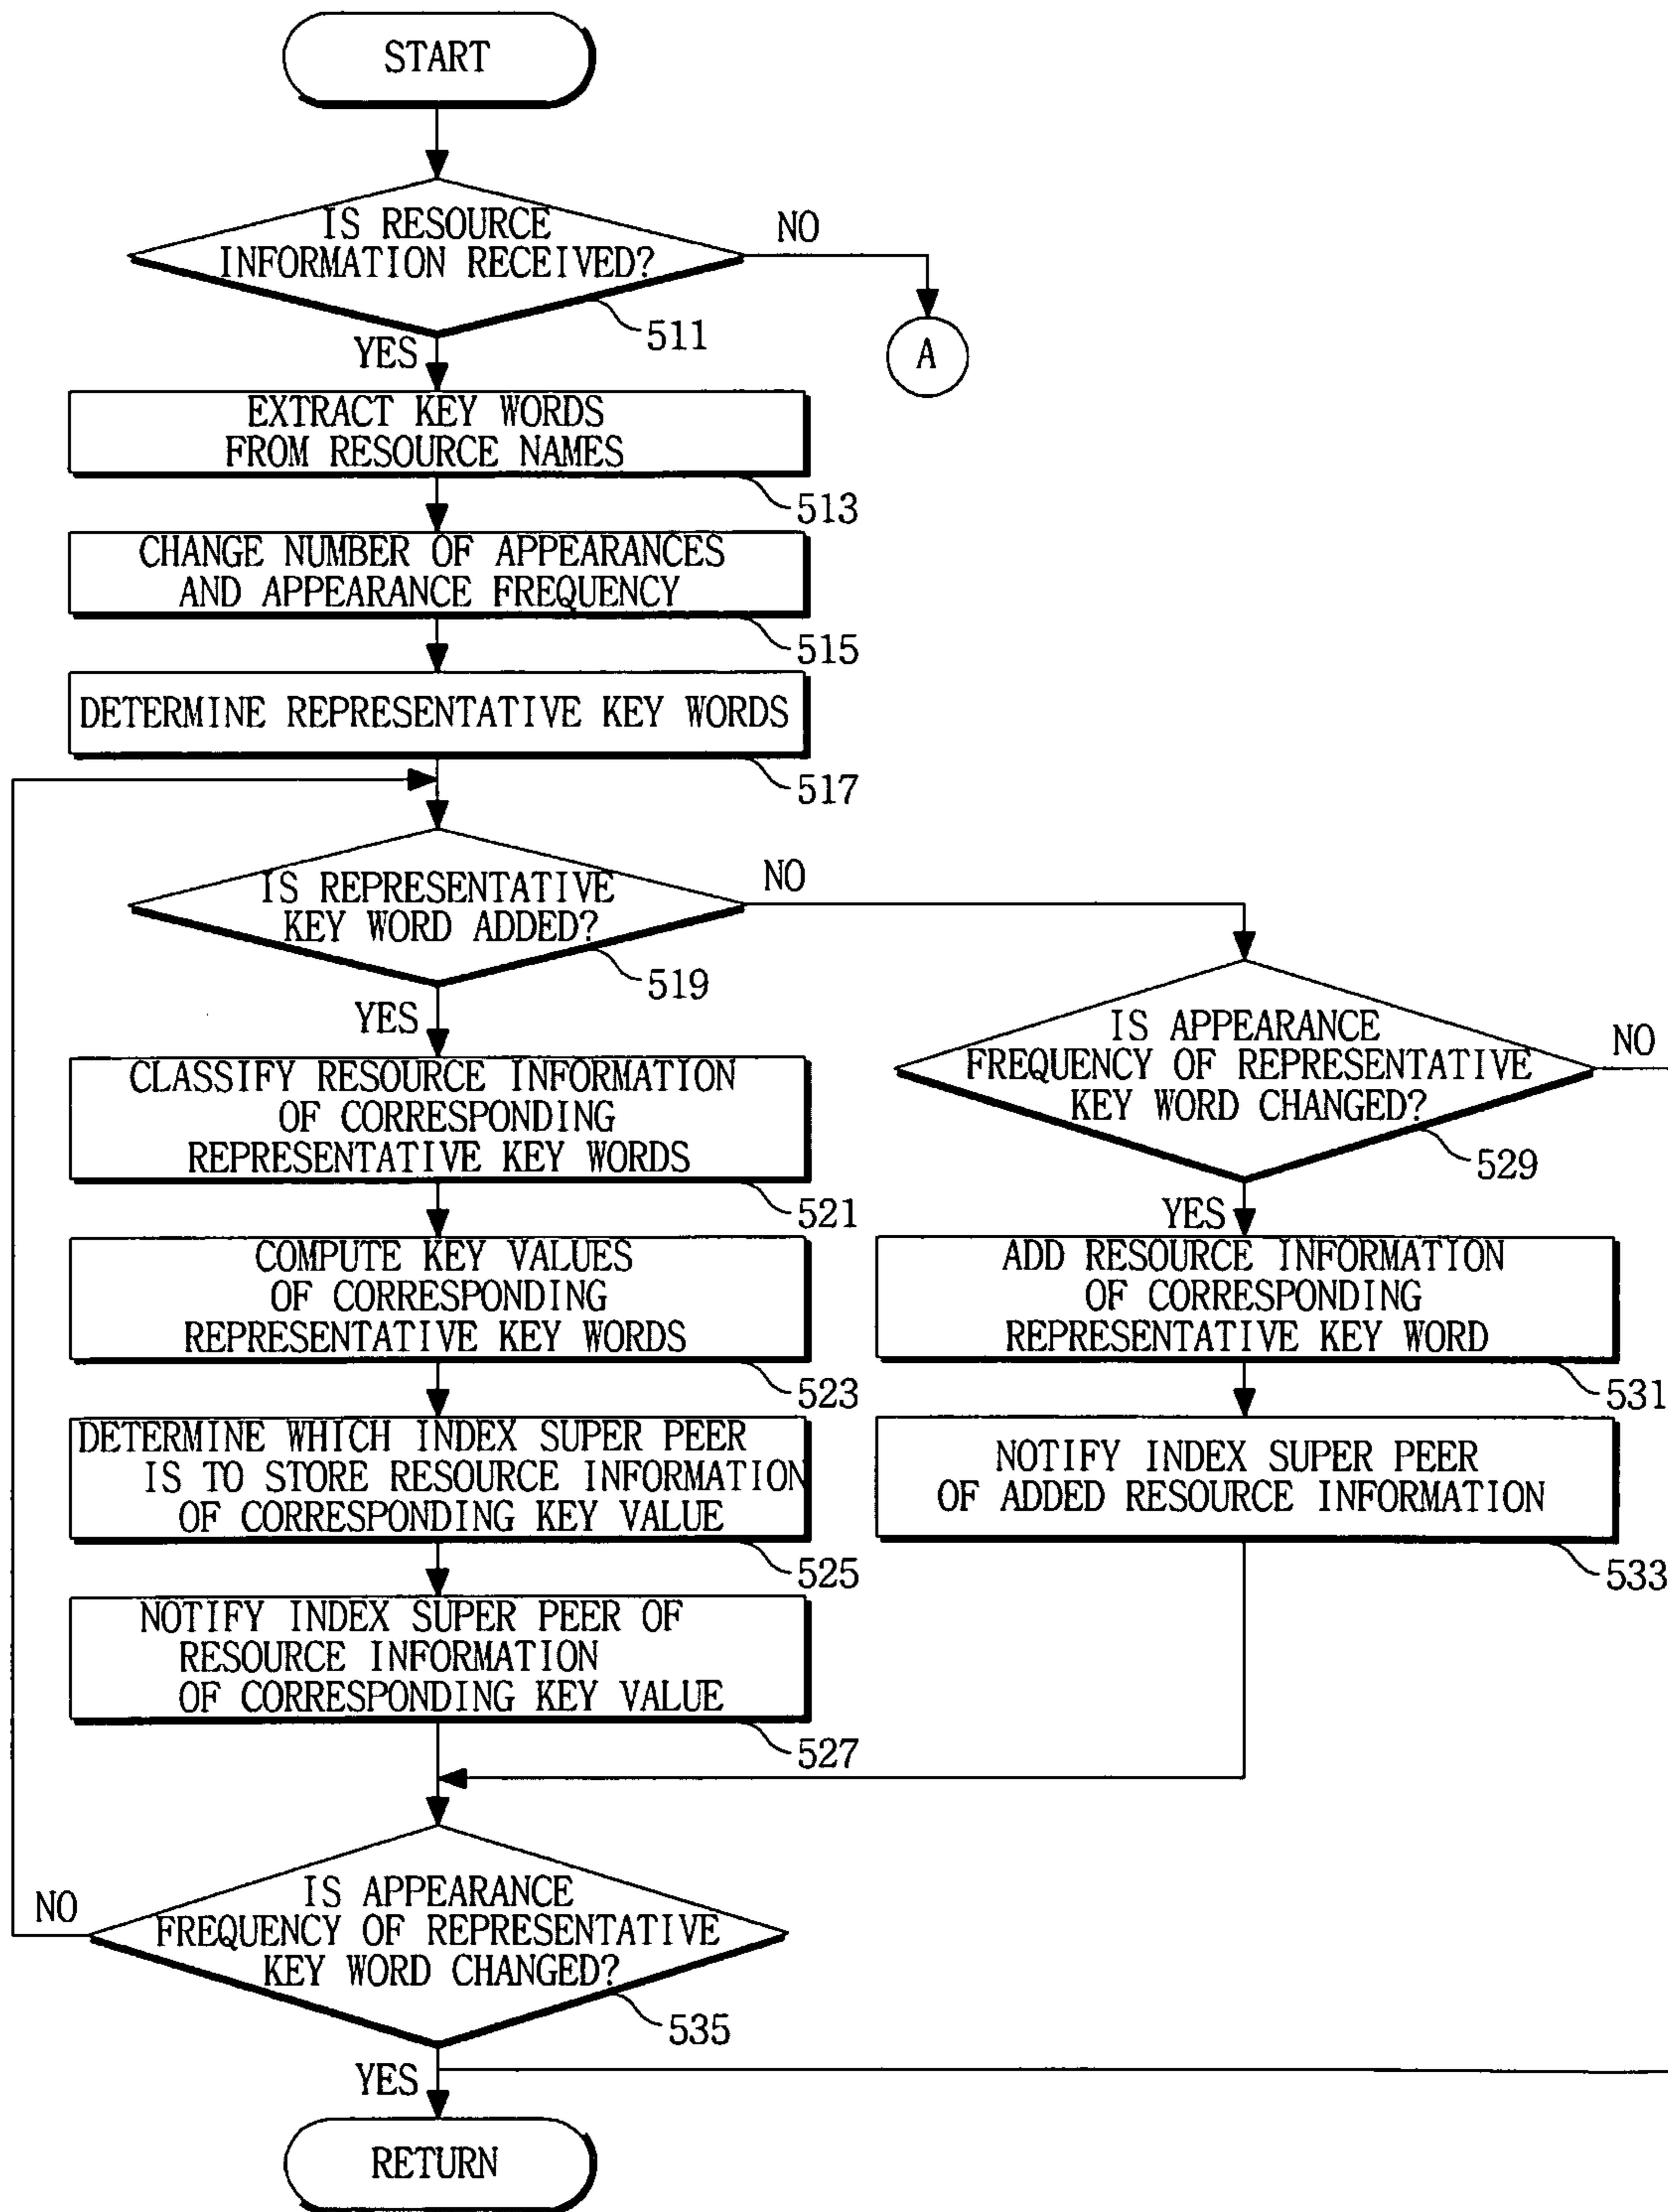 START
IS RESOURCE
INFORMATION RECEIVED?
NO
511
A
YES
EXTRACT KEY WORDS
FROM RESOURCE NAMES
513
CHANGE NUMBER OF APPEARANCES
AND APPEARANCE FREQUENCY
515
DETERMINE REPRESENTATIVE KEY WORDS
517
IS REPRESENTATIVE
KEY WORD ADDED?
NO
519
YES
IS APPEARANCE
FREQUENCY OF REPRESENTATIVE
KEY WORD CHANGED?
NO
529
CLASSIFY RESOURCE INFORMATION
OF CORRESPONDING
REPRESENTATIVE KEY WORDS
521
YES
COMPUTE KEY VALUES
OF CORRESPONDING
REPRESENTATIVE KEY WORDS
523
ADD RESOURCE INFORMATION
OF CORRESPONDING
REPRESENTATIVE KEY WORD
531
DETERMINE WHICH INDEX SUPER PEER
IS TO STORE RESOURCE INFORMATION
OF CORRESPONDING KEY VALUE
525
NOTIFY INDEX SUPER PEER
OF ADDED RESOURCE INFORMATION
533
NOTIFY INDEX SUPER PEER OF
RESOURCE INFORMATION
OF CORRESPONDING KEY VALUE
527
NO
IS APPEARANCE
FREQUENCY OF REPRESENTATIVE
KEY WORD CHANGED?
535
YES
RETURN